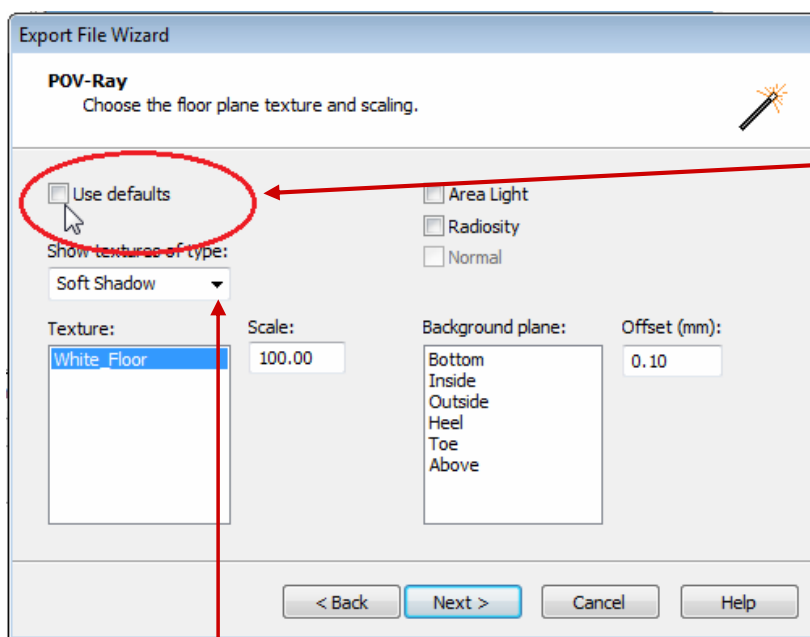 Export File Wizard
POV-Ray
Choose the floor plane texture and scaling.
Use defaults
Area Light
Radiosity
Show textures of type:
Normal
Soft Shadow
Texture:
Scale:
Background plane:
Offset (mm):
White_Floor
100.00
Bottom
0.10
Inside
Outside
Heel
Toe
Above
< Back
Next >
Cancel
Help